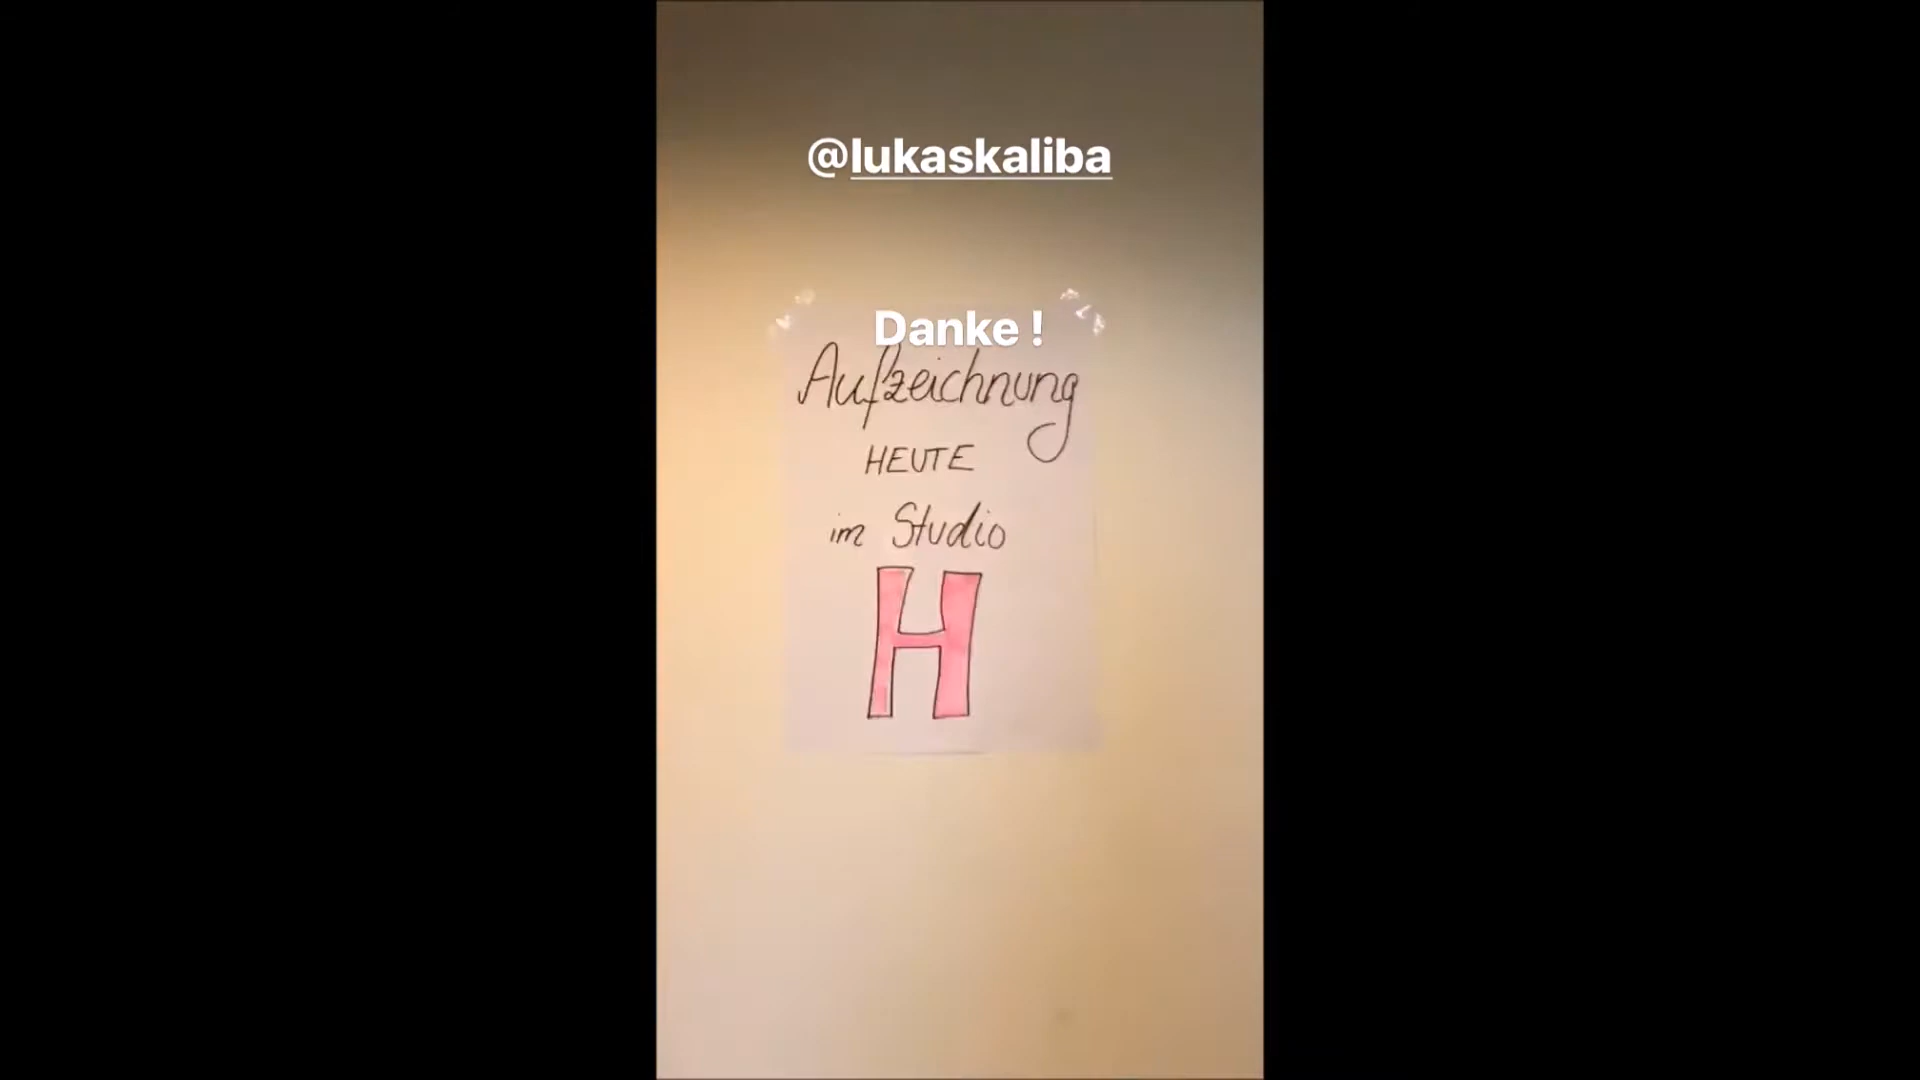 @lukaskaliba
Danke !
Aufzeichnung
HEUTE
im Studio
H